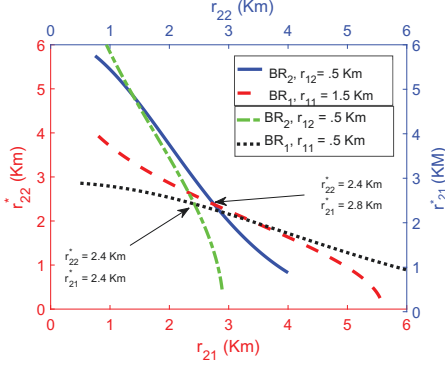 r22 (Km)
0 1 2 3 4 5 6
6 6
5 5
4 4
3 3
2 2
1 1
0 0
r*22 (Km)
r*21 (KM)
BR2, r12= .5 Km
BR1, r11 = 1.5 Km
BR2, r12 = .5 Km
BR1, r11 = .5 Km
r*22 = 2.4 Km
r*21 = 2.8 Km
r*22 = 2.4 Km
r*21 = 2.4 Km
0 1 2 3 4 5 6
r21 (Km)